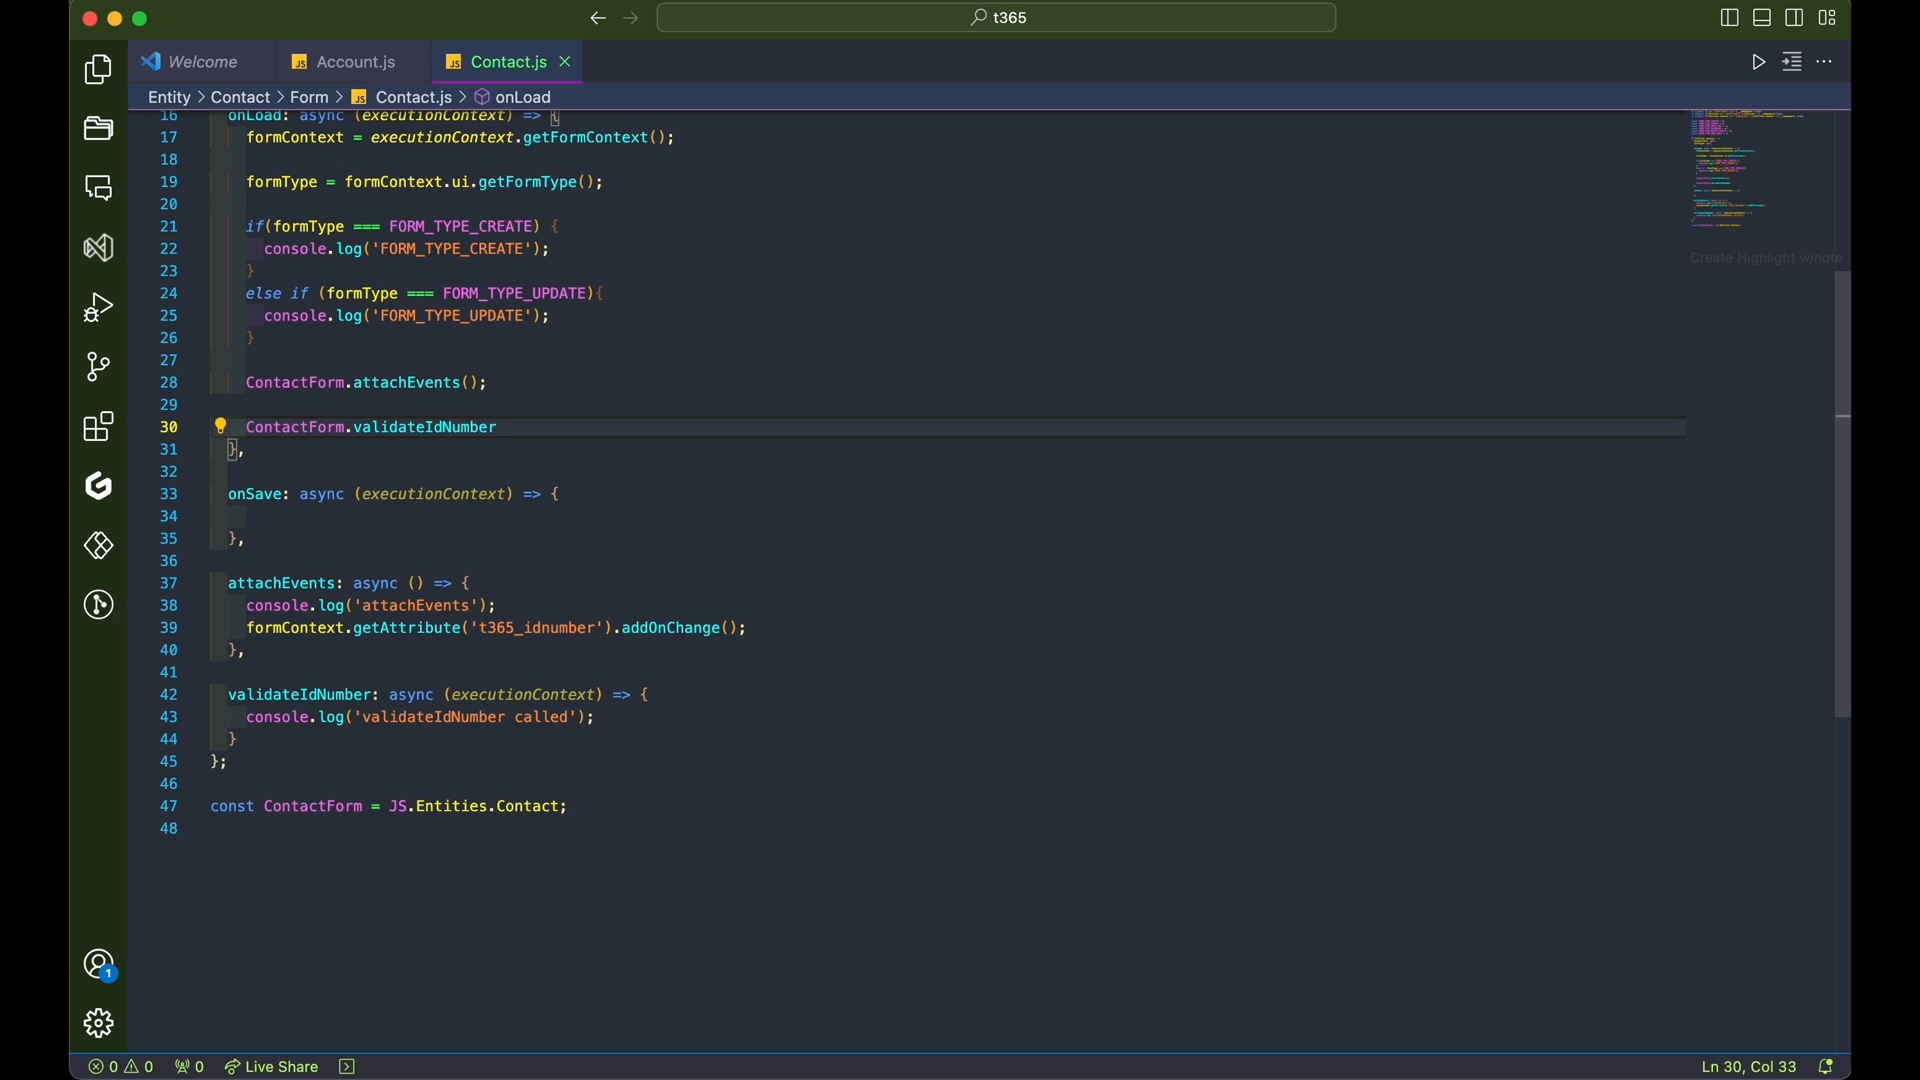 t365
Welcome
Account.js
Contact.js
Entity > Contact > Form > JS Contact.js > onLoad
16 onLoad: async (executionContext) => {
17 formContext = executionContext.getFormContext();
18
19 formType = formContext.ui.getFormType();
20
21 if(formType === FORM_TYPE_CREATE) {
22 console.log('FORM_TYPE_CREATE');
23 }
24 else if (formType === FORM_TYPE_UPDATE){
25 console.log('FORM_TYPE_UPDATE');
26 }
27
28 ContactForm.attachEvents();
29
30 ContactForm.validateIdNumber
31 },
32
33 onSave: async (executionContext) => {
34
35 },
36
37 attachEvents: async () => {
38 console.log('attachEvents');
39 formContext.getAttribute('t365_idnumber').addOnChange();
40 },
41
42 validateIdNumber: async (executionContext) => {
43 console.log('validateIdNumber called');
44 }
45 };
46
47 const ContactForm = JS.Entities.Contact;
48
Create Highlight w/note
1
0 0 0 Live Share
Ln 30, Col 33